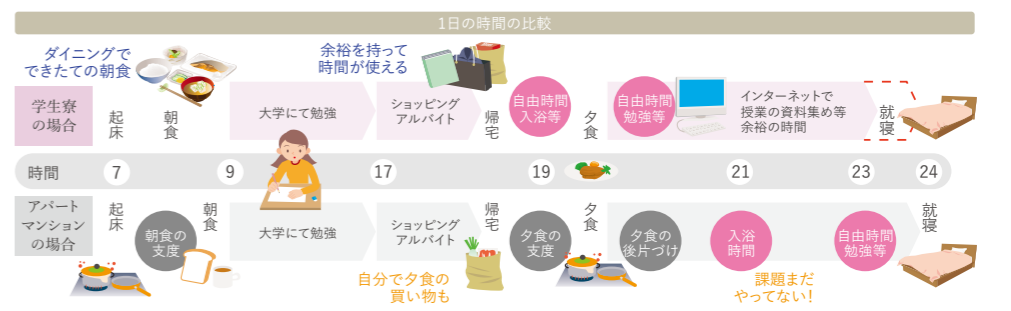 1日の時間の比較
ダイニングで
できたての朝食
余裕を持って
時間が使える
学生寮
の場合
起床
朝食
大学にて勉強
ショッピング
アルバイト
帰宅
自由時間
入浴等
夕食
自由時間
勉強等
インターネットで
授業の資料集め等
余裕の時間
就寝
時間
7
9
17
19
21
23
24
アパート
マンション
の場合
起床
朝食の
支度
朝食
大学にて勉強
ショッピング
アルバイト
帰宅
夕食の
支度
夕食
夕食の
後片づけ
入浴
時間
自由時間
勉強等
就寝
自分で夕食の
買い物も
課題まだ
やってない!